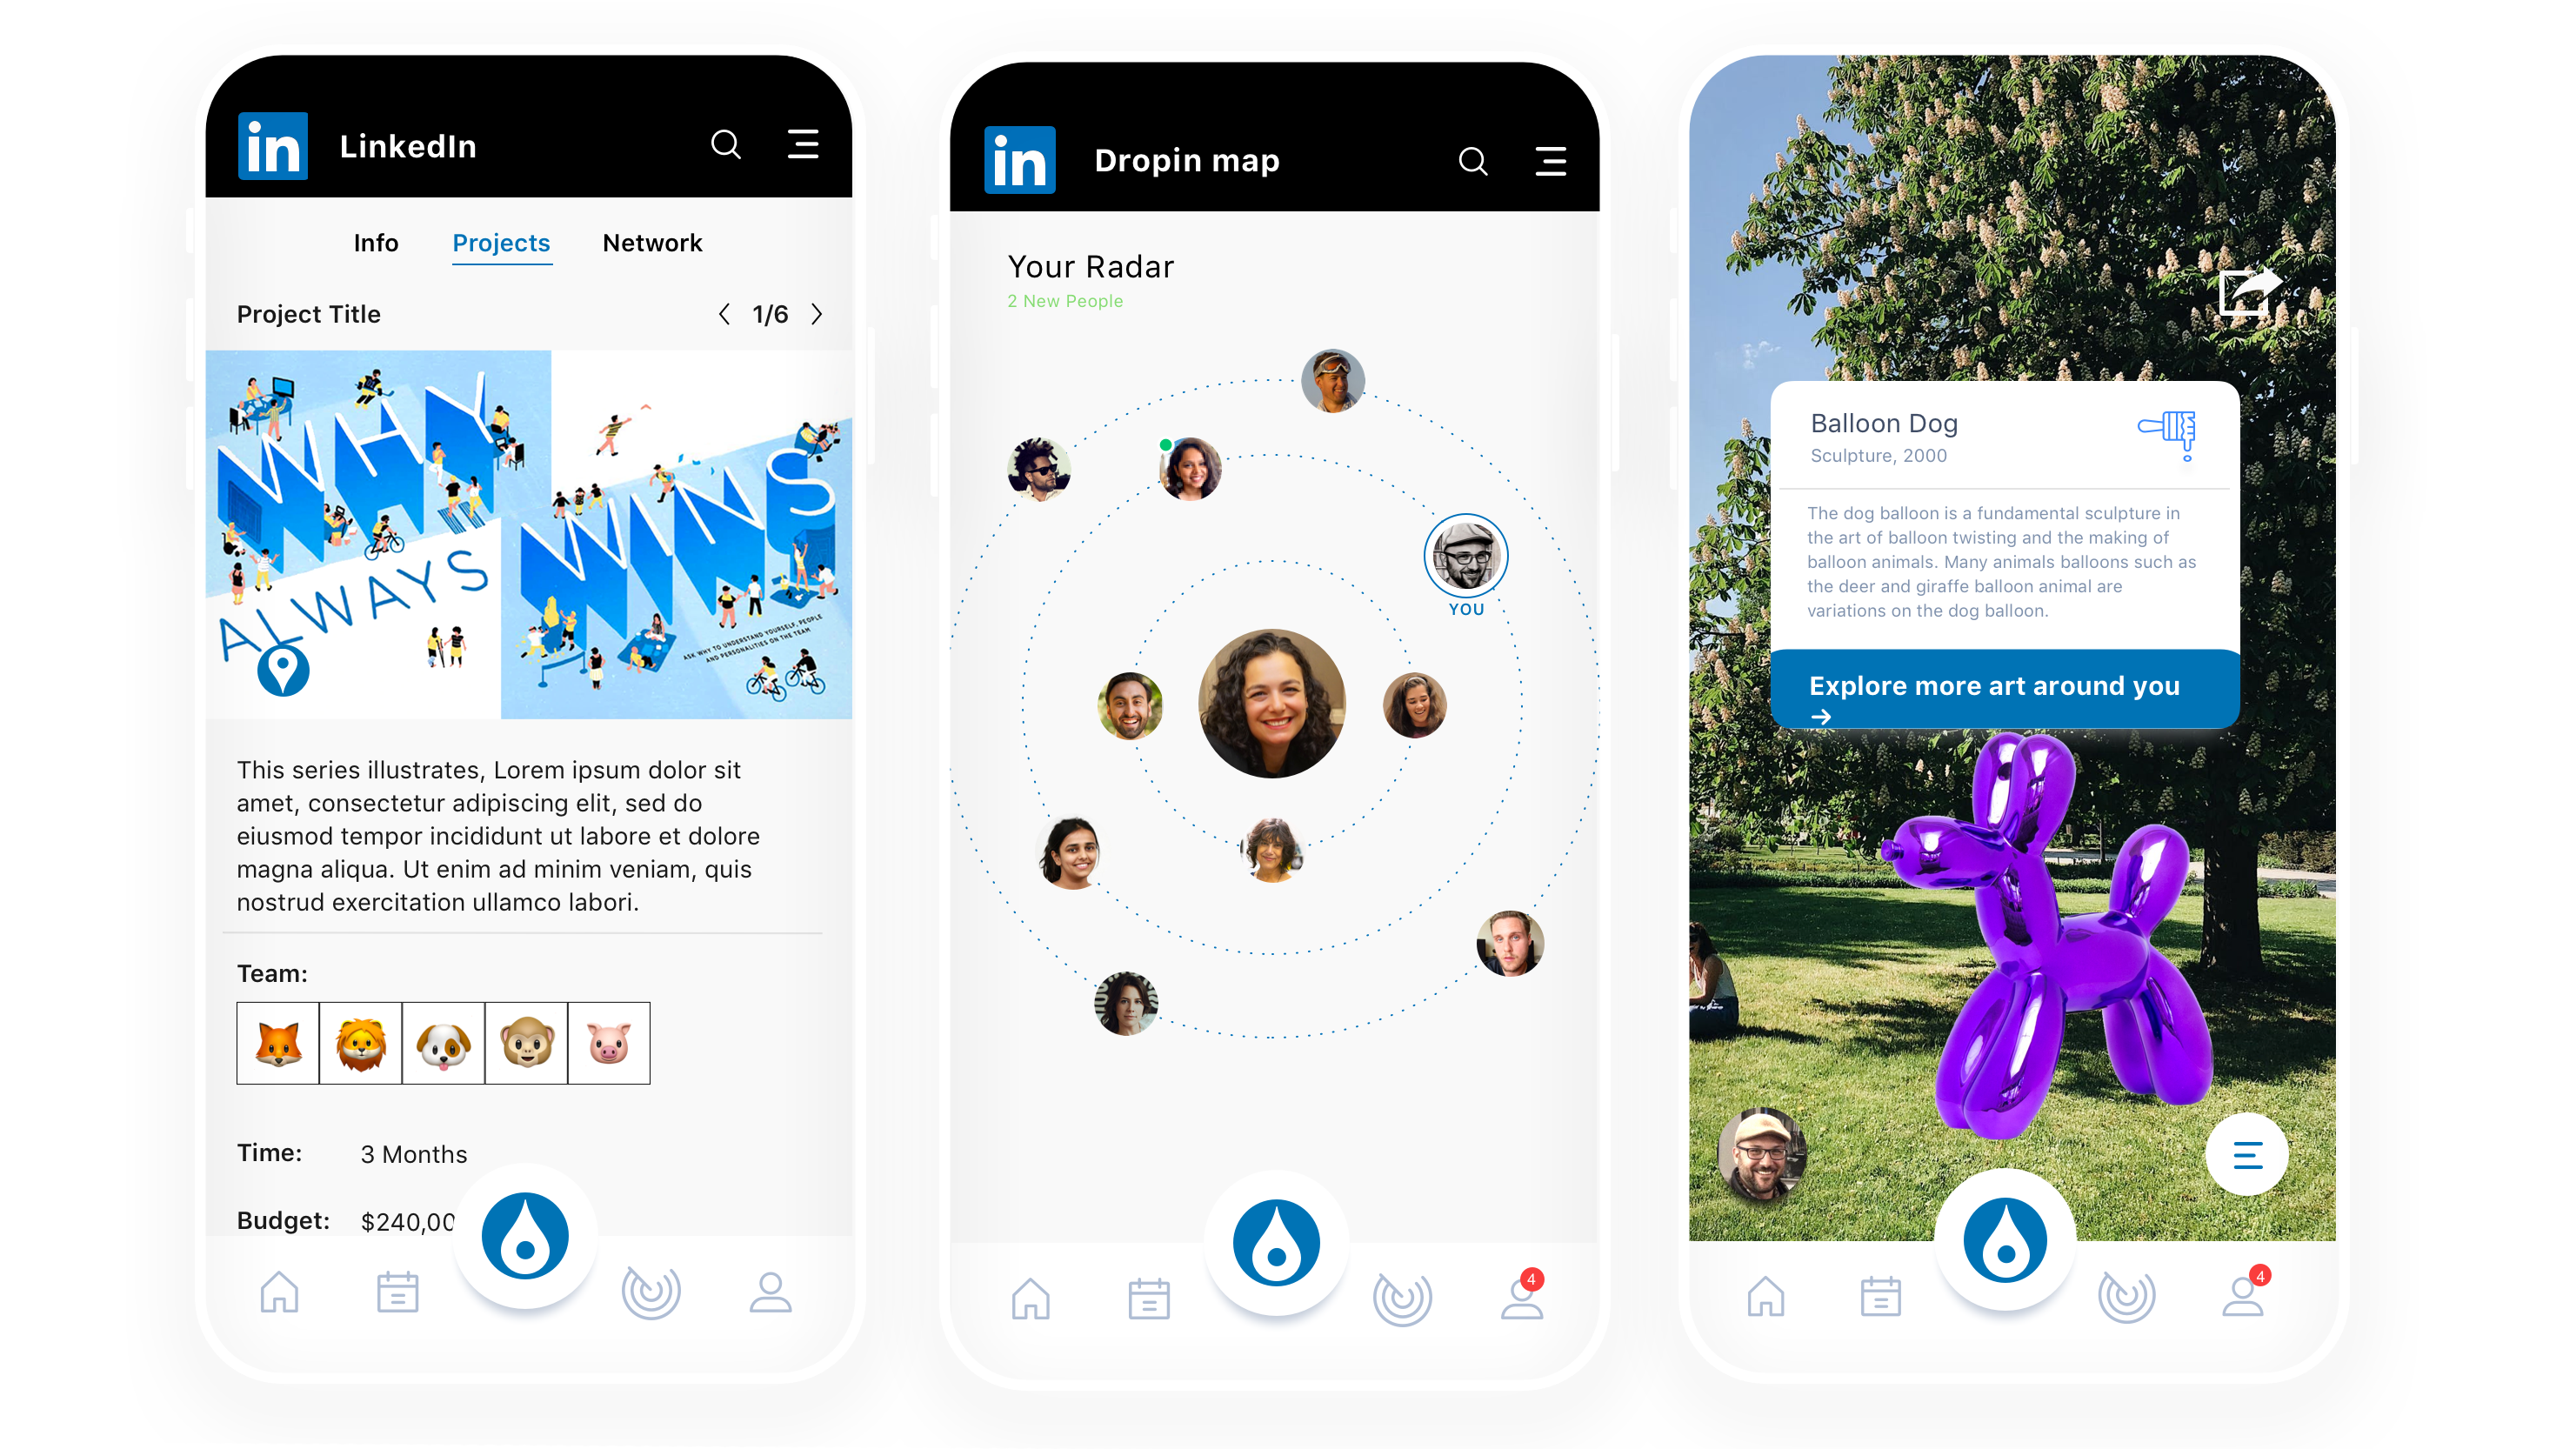 in LinkedIn
Info Projects Network
Project Title 1/6
WHY
ALWAYS
WINS
ASK WHY TO UNDERSTAND YOURSELF, PEOPLE
AND PERSONALITIES ON THE TEAM
This series illustrates, Lorem ipsum dolor sit
amet, consectetur adipiscing elit, sed do
eiusmod tempor incididunt ut labore et dolore
magna aliqua. Ut enim ad minim veniam, quis
nostrud exercitation ullamco labori.
Team:
Time: 3 Months
Budget: $240,00
in Dropin map
Your Radar
2 New People
YOU
4
Balloon Dog
Sculpture, 2000
The dog balloon is a fundamental sculpture in
the art of balloon twisting and the making of
balloon animals. Many animals balloons such as
the deer and giraffe balloon animal are
variations on the dog balloon.
Explore more art around you
→
4